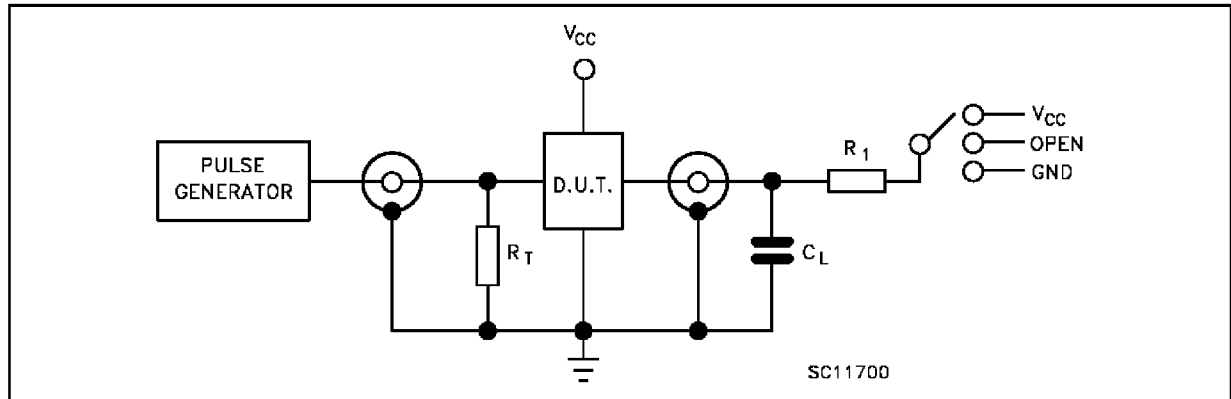 VCC
PULSE
GENERATOR
D.U.T.
RT
CL
R1
VCC
OPEN
GND
SC11700